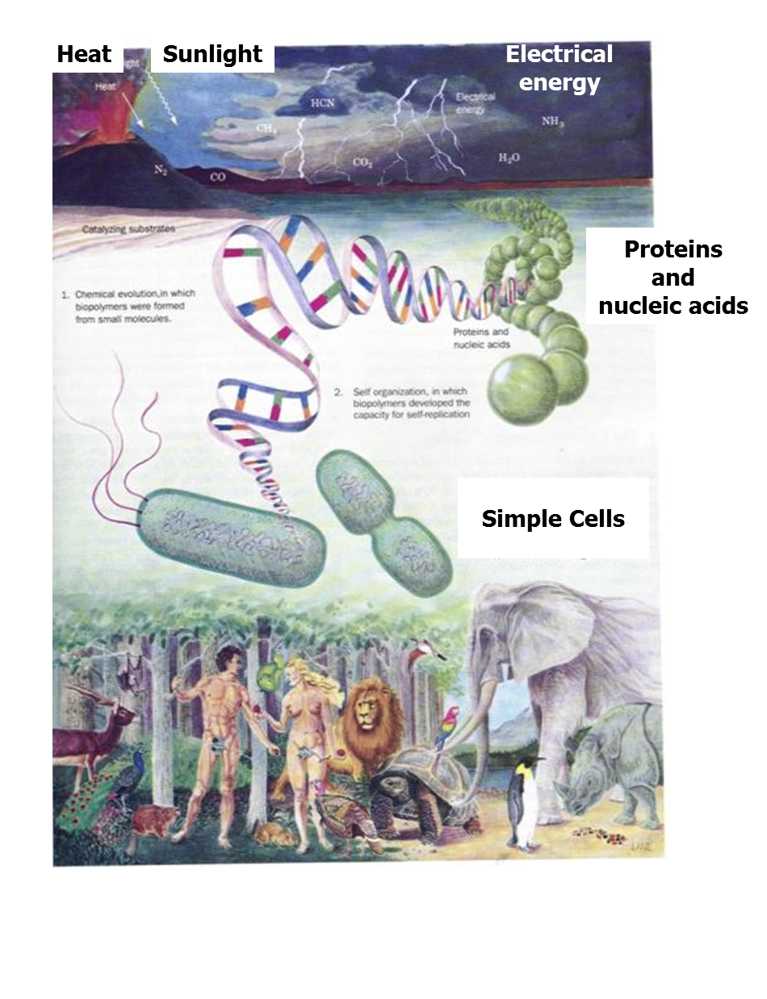 Heat
Sunlight
Electrical
energy
ight
Heat
HCN
Electrical
energy
CH₄
NH₃
CO₂
H₂O
N₂
CO
Catalyzing substrates
Proteins
and
nucleic acids
1. Chemical evolution,in which
biopolymers were formed
from small molecules.
Proteins and
nucleic acids
2. Self organization, in which
biopolymers developed the
capacity for self-replication
Simple Cells
LANE